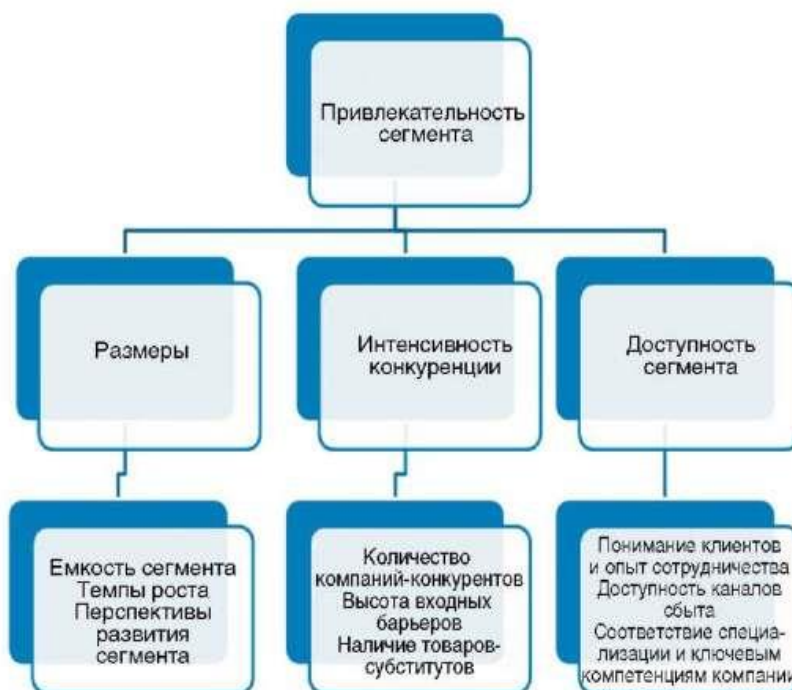 Привлекательность
сегмента
Размеры
Интенсивность
конкуренции
Доступность
сегмента
Емкость сегмента
Темпы роста
Перспективы
развития
сегмента
Количество
компаний-конкурентов
Высота входных
барьеров
Наличие товаров-
субститутов
Понимание клиентов
и опыт сотрудничества
Доступность каналов
сбыта
Соответствие специа-
лизации и ключевым
компетенциям компании